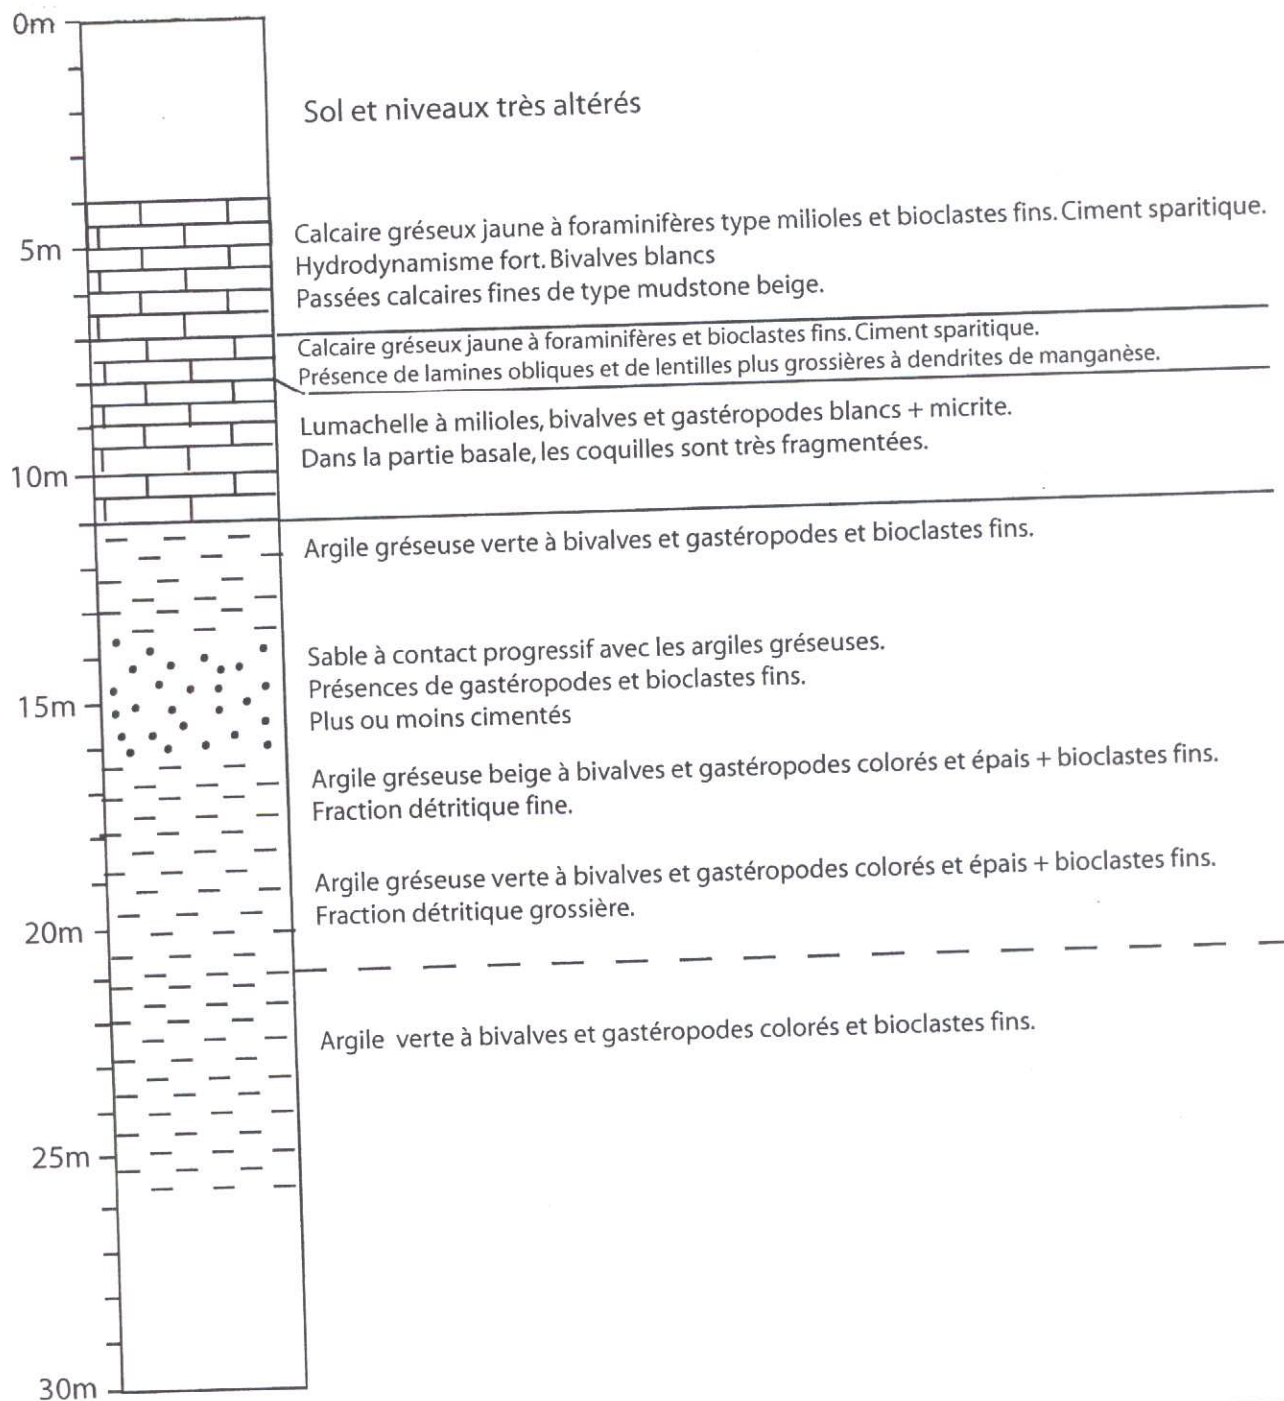 0m
Sol et niveaux très altérés
Calcaire gréseux jaune à foraminifères type milioles et bioclastes fins. Ciment sparitique.
5m
Hydrodynamisme fort. Bivalves blancs
Passées calcaires fines de type mudstone beige.
Calcaire gréseux jaune à foraminifères et bioclastes fins. Ciment sparitique.
Présence de lamines obliques et de lentilles plus grossières à dendrites de manganèse.
Lumachelle à milioles, bivalves et gastéropodes blancs + micrite.
Dans la partie basale, les coquilles sont très fragmentées.
10m
Argile gréseuse verte à bivalves et gastéropodes et bioclastes fins.
Sable à contact progressif avec les argiles gréseuses.
Présences de gastéropodes et bioclastes fins.
15m
Plus ou moins cimentés
Argile gréseuse beige à bivalves et gastéropodes colorés et épais + bioclastes fins.
Fraction détritique fine.
Argile gréseuse verte à bivalves et gastéropodes colorés et épais + bioclastes fins.
Fraction détritique grossière.
20m
Argile verte à bivalves et gastéropodes colorés et bioclastes fins.
25m
30m